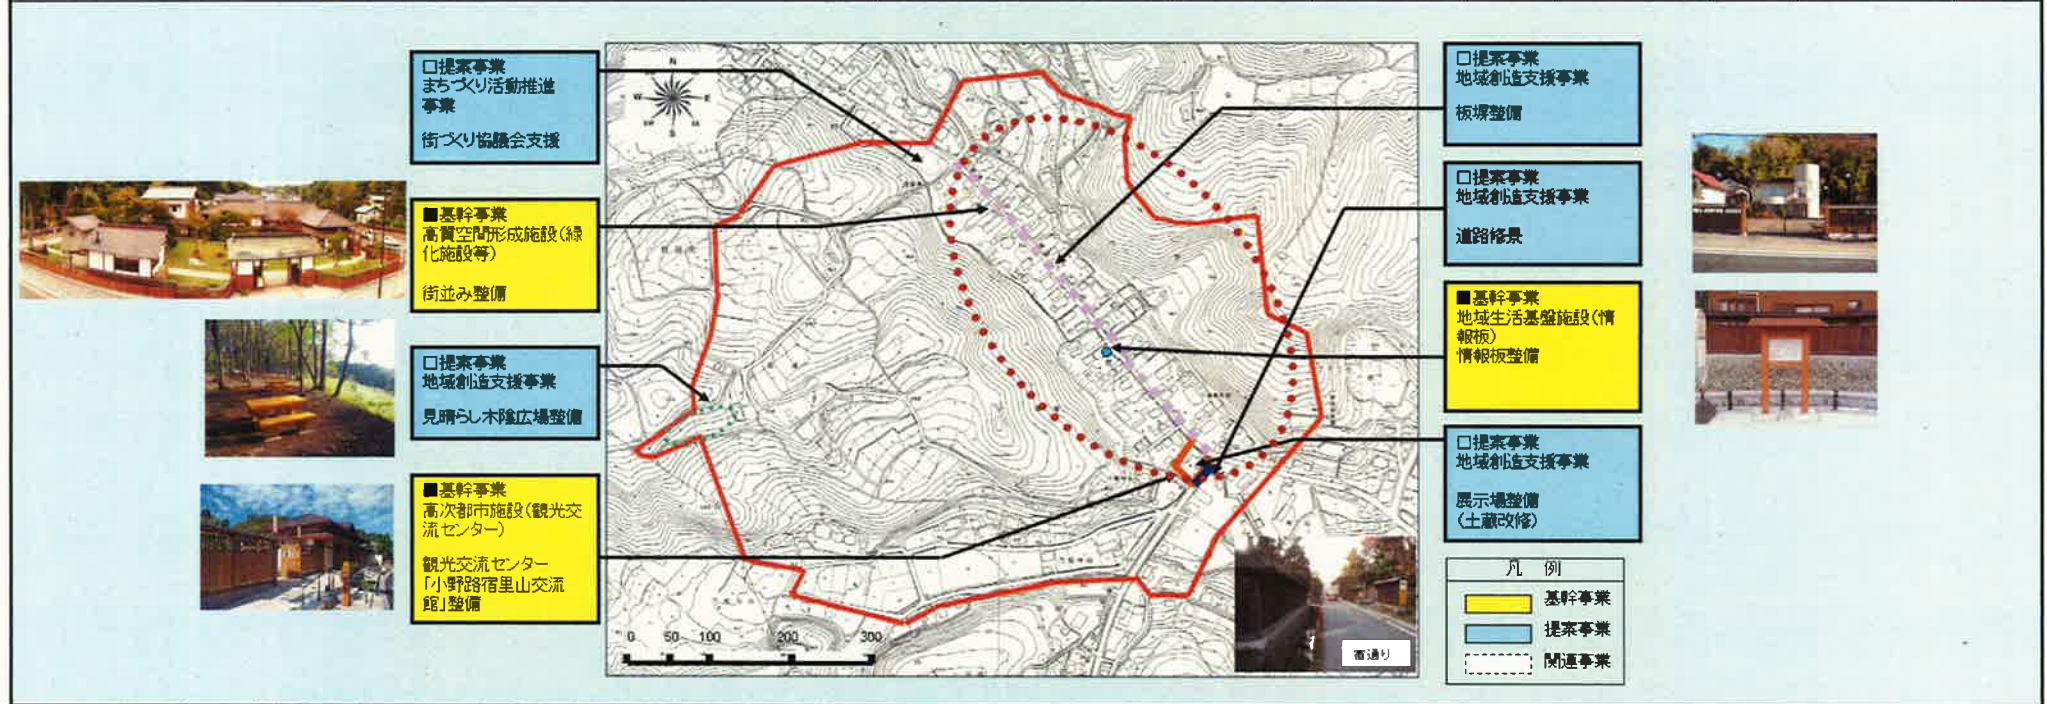 □提案事業
まちづくり活動推進
事業
街づくり協議会支援
■基幹事業
高質空間形成施設(緑
化施設等)
街並み整備
□提案事業
地域創造支援事業
見晴らし木陰広場整備
■基幹事業
高次都市施設(観光交
流センター)
観光交流センター
「小野路宿里山交流
館」整備
N
W
E
S
0 50 100 200 300
宿通り
□提案事業
地域創造支援事業
板塀整備
□提案事業
地域創造支援事業
道路修景
■基幹事業
地域生活基盤施設(情
報板)
情報板整備
□提案事業
地域創造支援事業
展示場整備
(土蔵改修)
凡 例
基幹事業
提案事業
関連事業